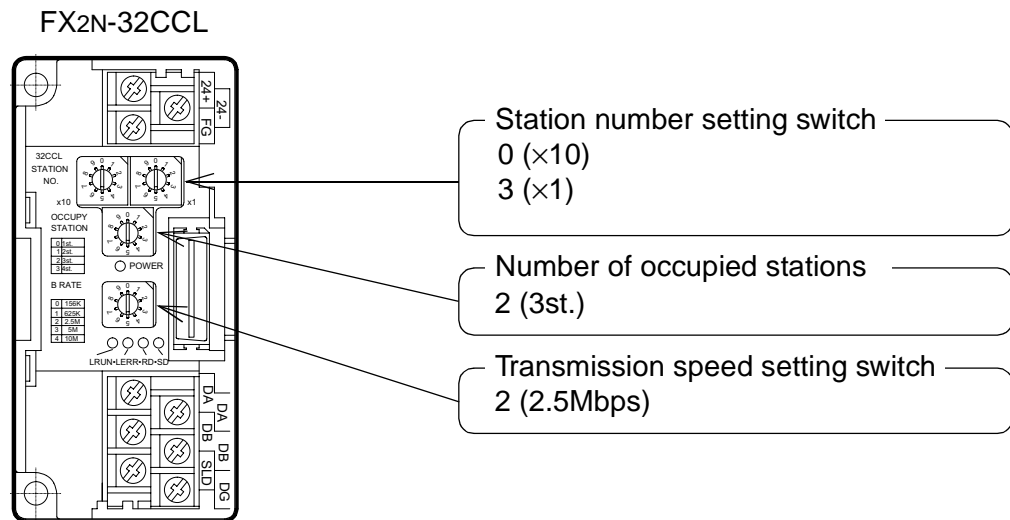 FX2N-32CCL
24+
24-
FG
32CCL
STATION
NO.
x10
x1
OCCUPY
STATION
0 1st.
1 2st.
2 3st.
3 4st.
POWER
B RATE
0 156K
1 625K
2 2.5M
3 5M
4 10M
LRUN•LERR•RD•SD
DA
DA
DB
DB
SLD
DG
Station number setting switch
0 (×10)
3 (×1)
Number of occupied stations
2 (3st.)
Transmission speed setting switch
2 (2.5Mbps)